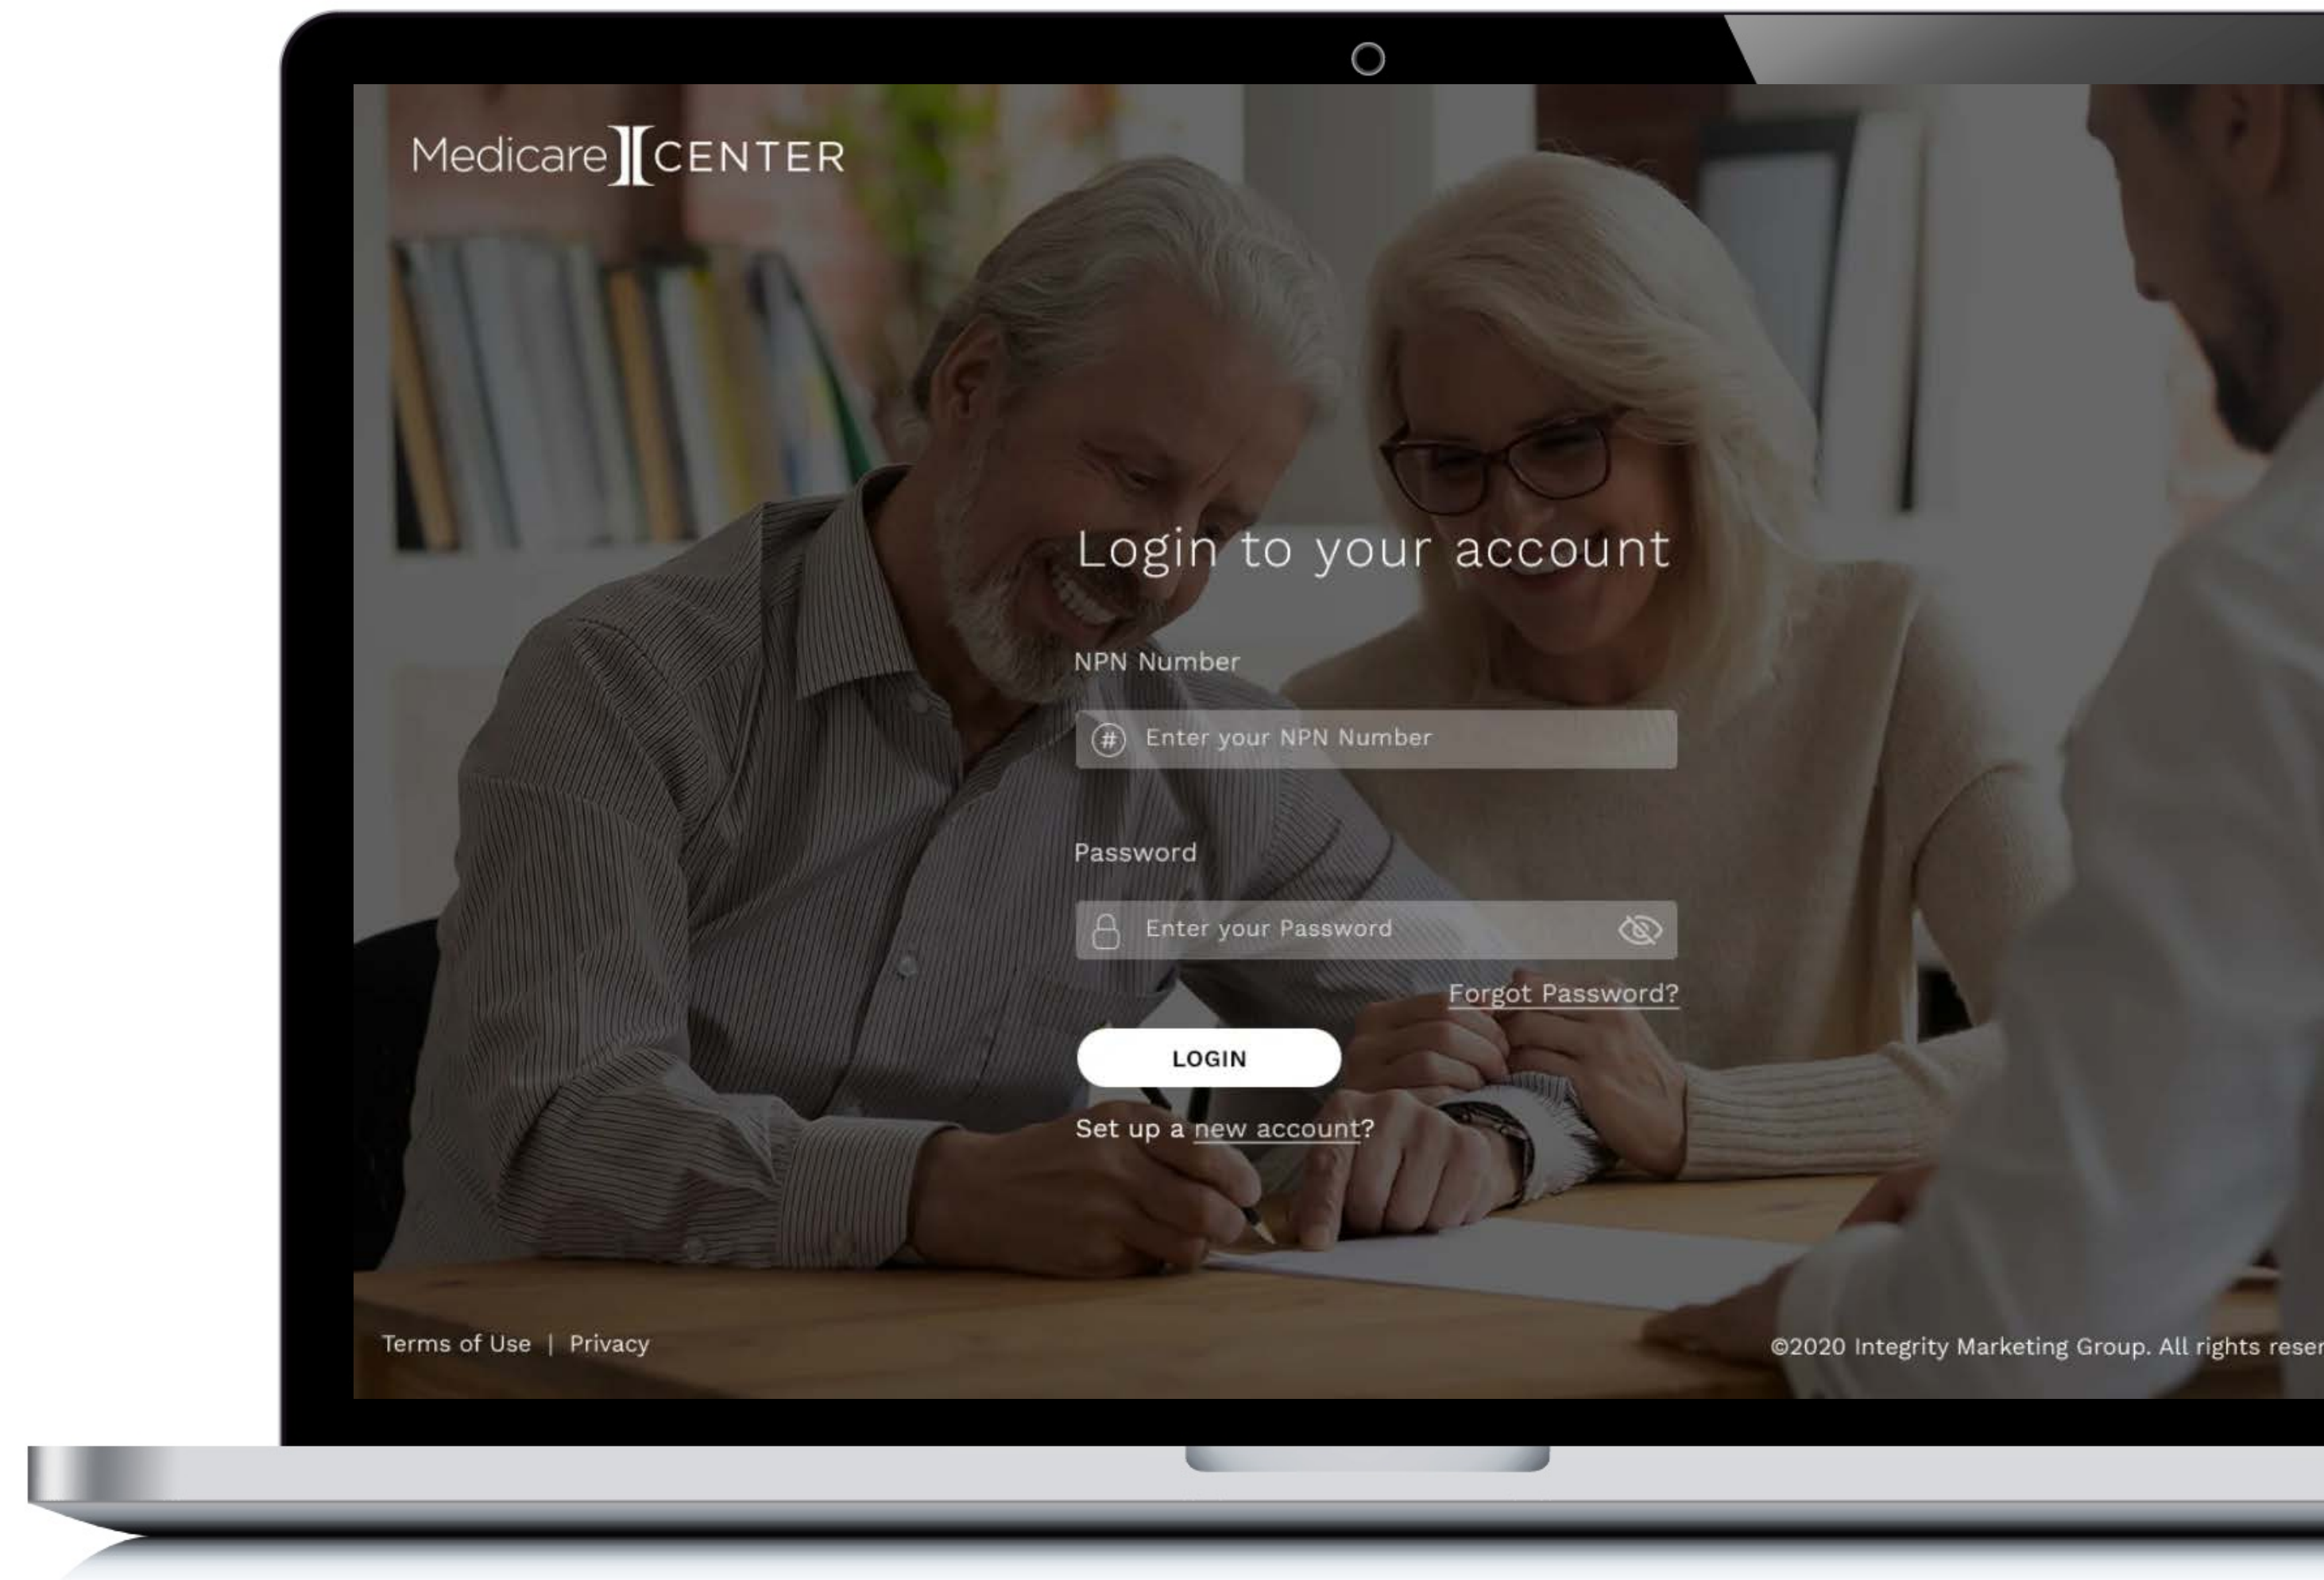 Medicare CENTER
Login to your account
NPN Number
# Enter your NPN Number
Password
Enter your Password
Forgot Password?
LOGIN
Set up a new account?
Terms of Use | Privacy
©2020 Integrity Marketing Group. All rights reser